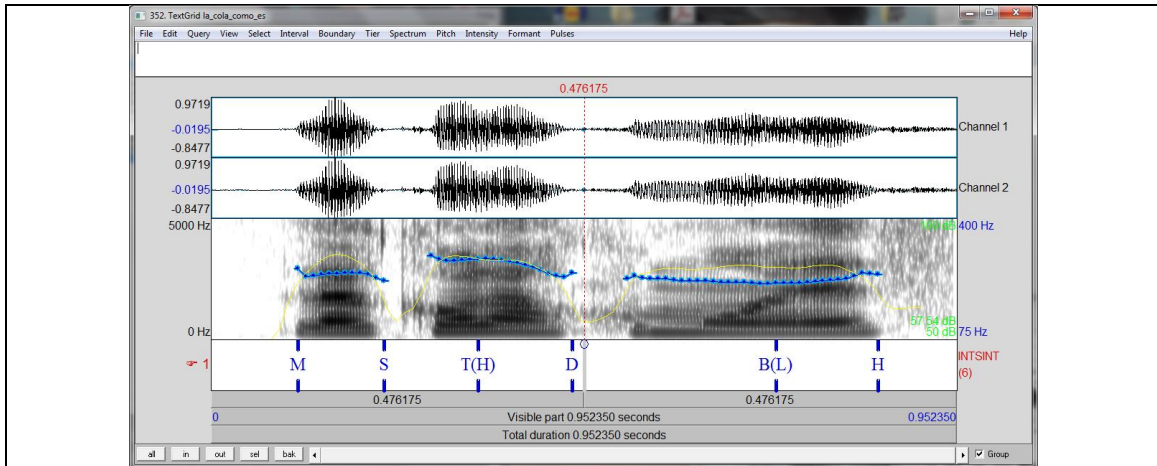 352. TextGrid la_cola_como_es
File Edit Query View Select Interval Boundary Tier Spectrum Pitch Intensity Formant Pulses Help
0.476175
0.9719
-0.0195
-0.8477
Channel 1
0.9719
-0.0195
-0.8477
Channel 2
5000 Hz
400 Hz
57.54 dB
0 Hz
50 dB
75 Hz
1
M S T(H) D B(L) H
INTSINT
(6)
0.476175 0.476175
0 Visible part 0.952350 seconds 0.952350
Total duration 0.952350 seconds
all in out sel bak Group